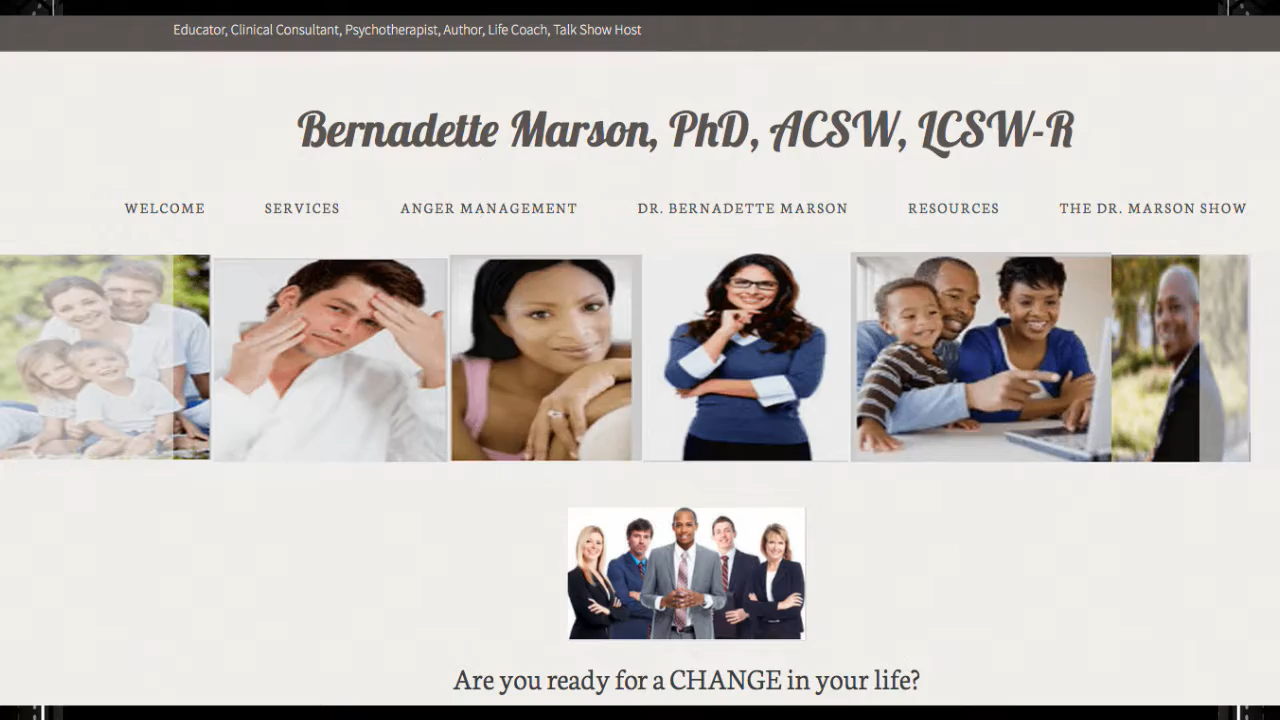 Educator, Clinical Consultant, Psychotherapist, Author, Life Coach, Talk Show Host
Bernadette Marson, PhD, ACSW, LCSW-R
WELCOME SERVICES ANGER MANAGEMENT DR. BERNADETTE MARSON RESOURCES THE DR. MARSON SHOW
Are you ready for a CHANGE in your life?